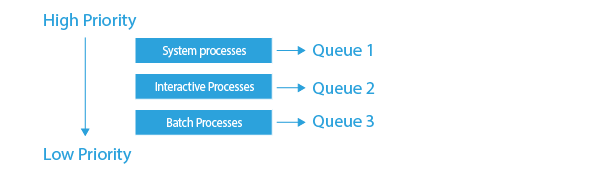 High Priority
System processes
Queue 1
Interactive Processes
Queue 2
Batch Processes
Queue 3
Low Priority